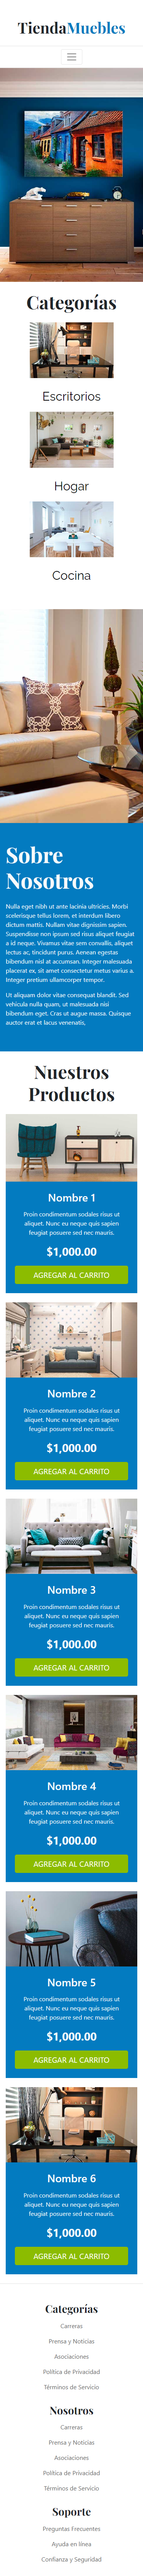 TiendaMuebles
Categorías
Escritorios
Hogar
Cocina
Sobre
Nosotros
Nulla eget nibh ut ante lacinia ultricies. Morbi
scelerisque tellus lorem, et interdum libero
dictum mattis. Nullam vitae dignissim sapien.
Suspendisse non ipsum sed risus aliquet feugiat
a id neque. Vivamus vitae sem convallis, aliquet
lectus ac, tincidunt purus. Aenean egestas
bibendum nisl at accumsan. Integer malesuada
placerat ex, sit amet consectetur metus varius a.
Integer pretium ullamcorper tempor.
Ut aliquam dolor vitae consequat blandit. Sed
vehicula nulla quam, ut malesuada nisi
bibendum eget. Cras ut augue massa. Quisque
auctor erat et lacus venenatis,
Nuestros
Productos
Nombre 1
Proin condimentum sodales risus ut
aliquet. Nunc eu neque quis sapien
feugiat posuere sed nec mauris.
$1,000.00
AGREGAR AL CARRITO
Nombre 2
Proin condimentum sodales risus ut
aliquet. Nunc eu neque quis sapien
feugiat posuere sed nec mauris.
$1,000.00
AGREGAR AL CARRITO
Nombre 3
Proin condimentum sodales risus ut
aliquet. Nunc eu neque quis sapien
feugiat posuere sed nec mauris.
$1,000.00
AGREGAR AL CARRITO
Nombre 4
Proin condimentum sodales risus ut
aliquet. Nunc eu neque quis sapien
feugiat posuere sed nec mauris.
$1,000.00
AGREGAR AL CARRITO
Nombre 5
Proin condimentum sodales risus ut
aliquet. Nunc eu neque quis sapien
feugiat posuere sed nec mauris.
$1,000.00
AGREGAR AL CARRITO
Nombre 6
Proin condimentum sodales risus ut
aliquet. Nunc eu neque quis sapien
feugiat posuere sed nec mauris.
$1,000.00
AGREGAR AL CARRITO
Categorías
Carreras
Prensa y Noticias
Asociaciones
Política de Privacidad
Términos de Servicio
Nosotros
Carreras
Prensa y Noticias
Asociaciones
Política de Privacidad
Términos de Servicio
Soporte
Preguntas Frecuentes
Ayuda en línea
Confianza y Seguridad